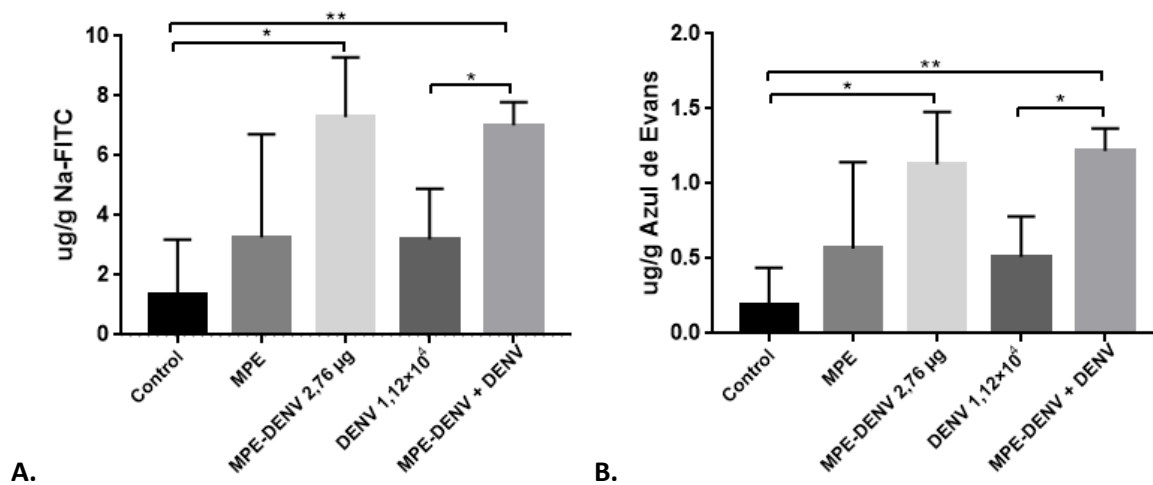 **
*
*
10
8
6
4
2
0
ug/g Na-FITC
Control
MPE
MPE-DENV 2,76 µg
DENV 1,12×10⁴
MPE-DENV + DENV
A.
**
*
*
2.0
1.5
1.0
0.5
0.0
ug/g Azul de Evans
Control
MPE
MPE-DENV 2,76 µg
DENV 1,12×10⁴
MPE-DENV + DENV
B.